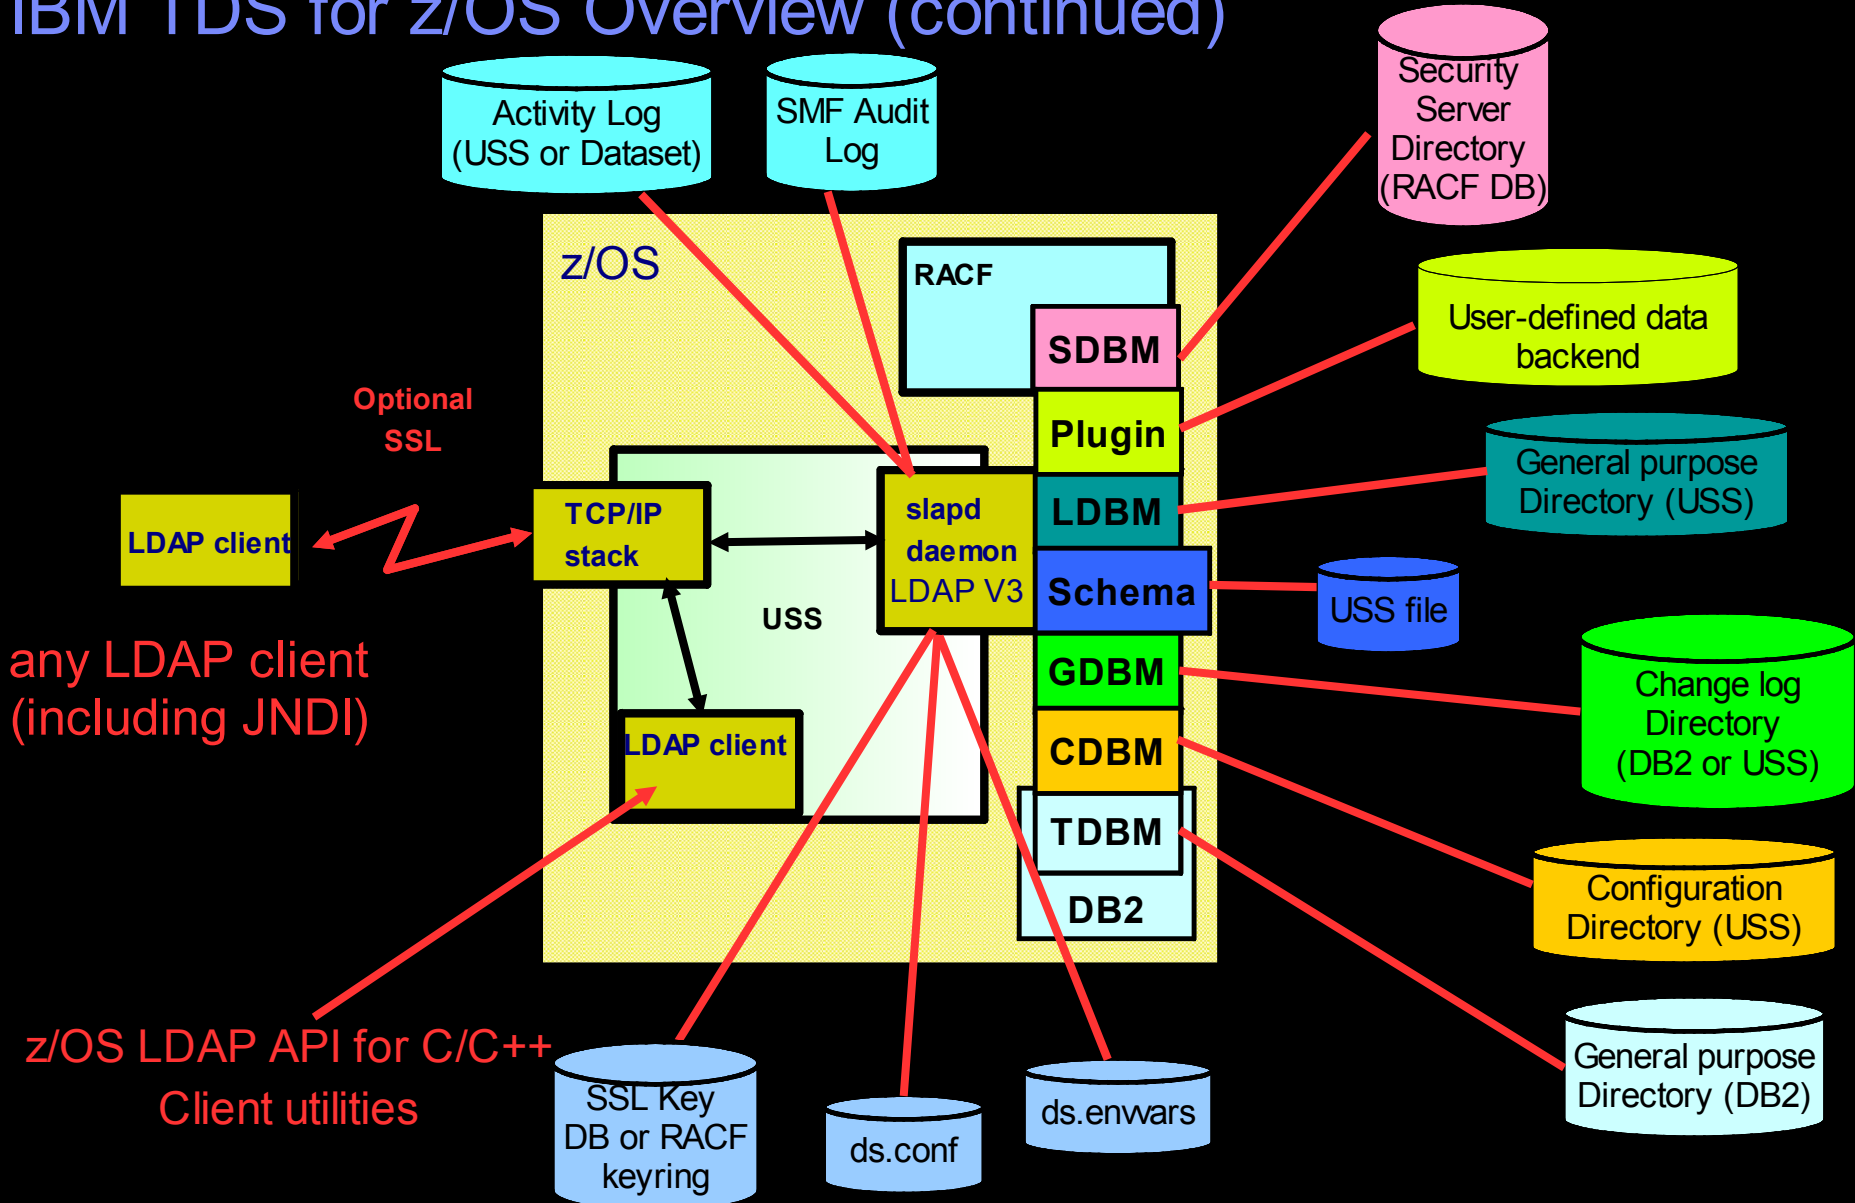 IBM TDS for z/OS Overview (continued)
Activity Log
(USS or Dataset)
SMF Audit
Log
Security
Server
Directory
(RACF DB)
z/OS
RACF
SDBM
User-defined data
backend
Optional
SSL
Plugin
General purpose
Directory (USS)
LDAP client
TCP/IP
stack
slapd
daemon
LDAP V3
LDBM
Schema
USS file
USS
any LDAP client
(including JNDI)
GDBM
Change log
Directory
(DB2 or USS)
LDAP client
CDBM
TDBM
DB2
Configuration
Directory (USS)
z/OS LDAP API for C/C++
Client utilities
General purpose
Directory (DB2)
SSL Key
DB or RACF
keyring
ds.conf
ds.envvars